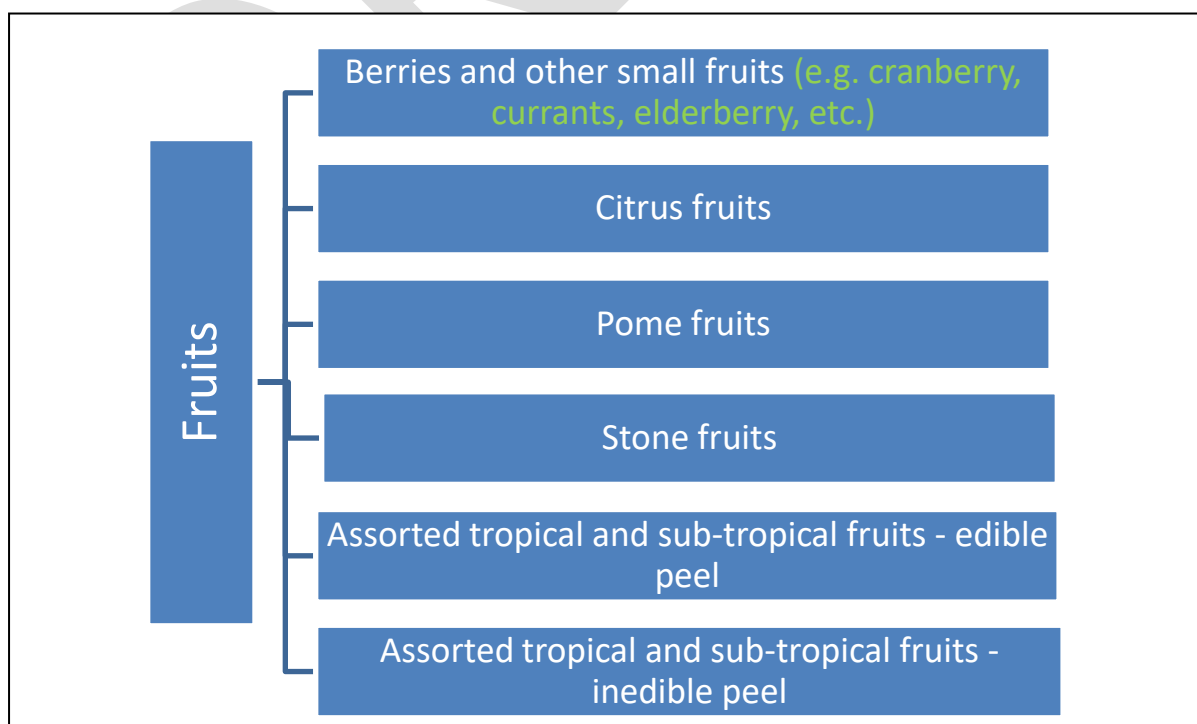 Fruits
Berries and other small fruits (e.g. cranberry,
currants, elderberry, etc.)
Citrus fruits
Pome fruits
Stone fruits
Assorted tropical and sub-tropical fruits - edible
peel
Assorted tropical and sub-tropical fruits -
inedible peel